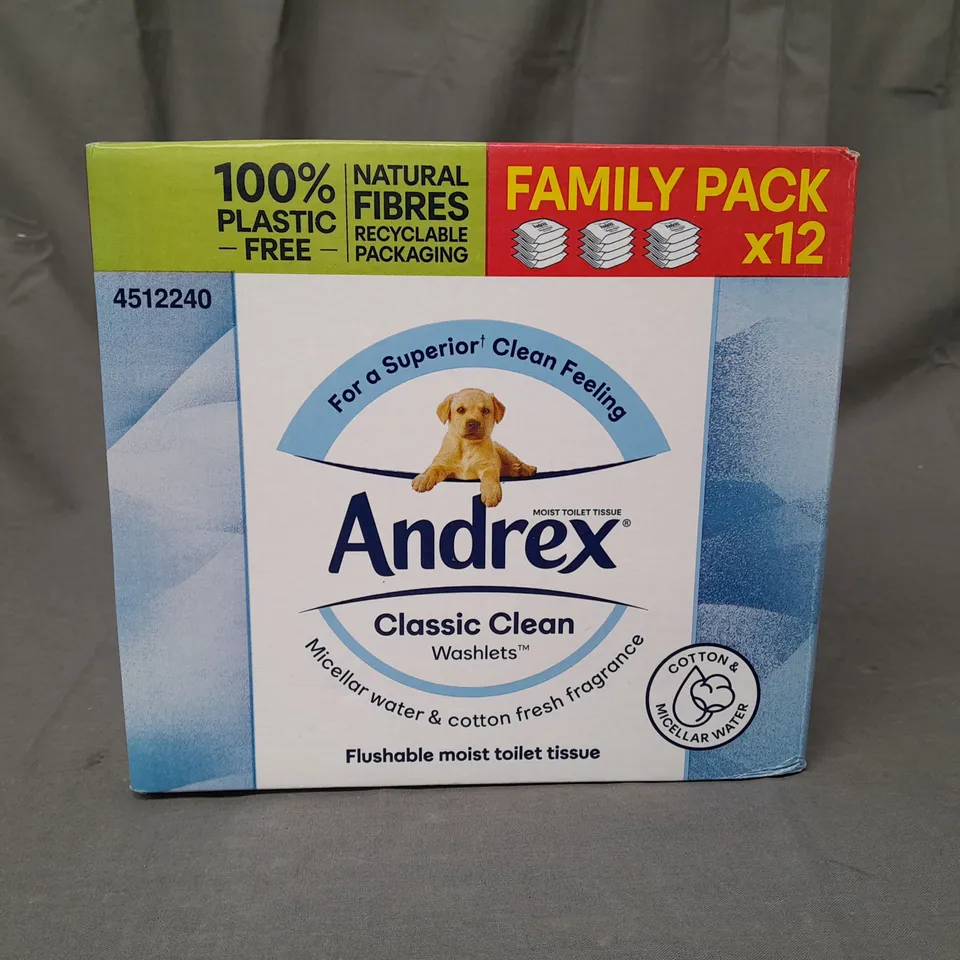 100%
PLASTIC
— FREE —
NATURAL
FIBRES
RECYCLABLE
PACKAGING
FAMILY PACK
x12
4512240
For a Superior† Clean Feeling
MOIST TOILET TISSUE
Andrex®
Classic Clean
Washlets™
Micellar water & cotton fresh fragrance
COTTON &
MICELLAR WATER
Flushable moist toilet tissue